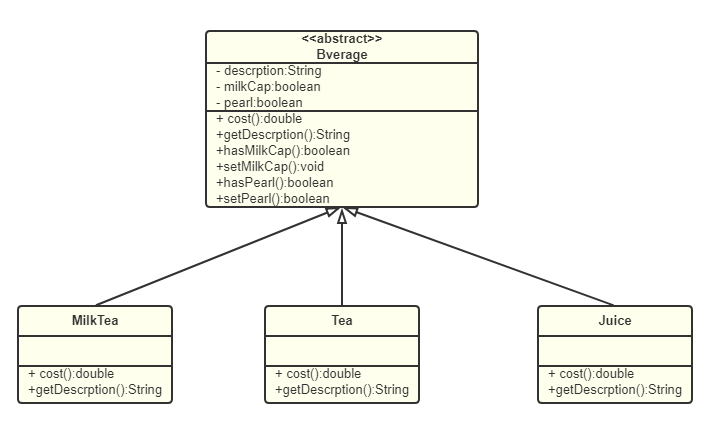 <<abstract>>
Bverage
- descrption:String
- milkCap:boolean
- pearl:boolean
+ cost():double
+getDescrption():String
+hasMilkCap():boolean
+setMilkCap():void
+hasPearl():boolean
+setPearl():boolean
MilkTea
+ cost():double
+getDescrption():String
Tea
+ cost():double
+getDescrption():String
Juice
+ cost():double
+getDescrption():String